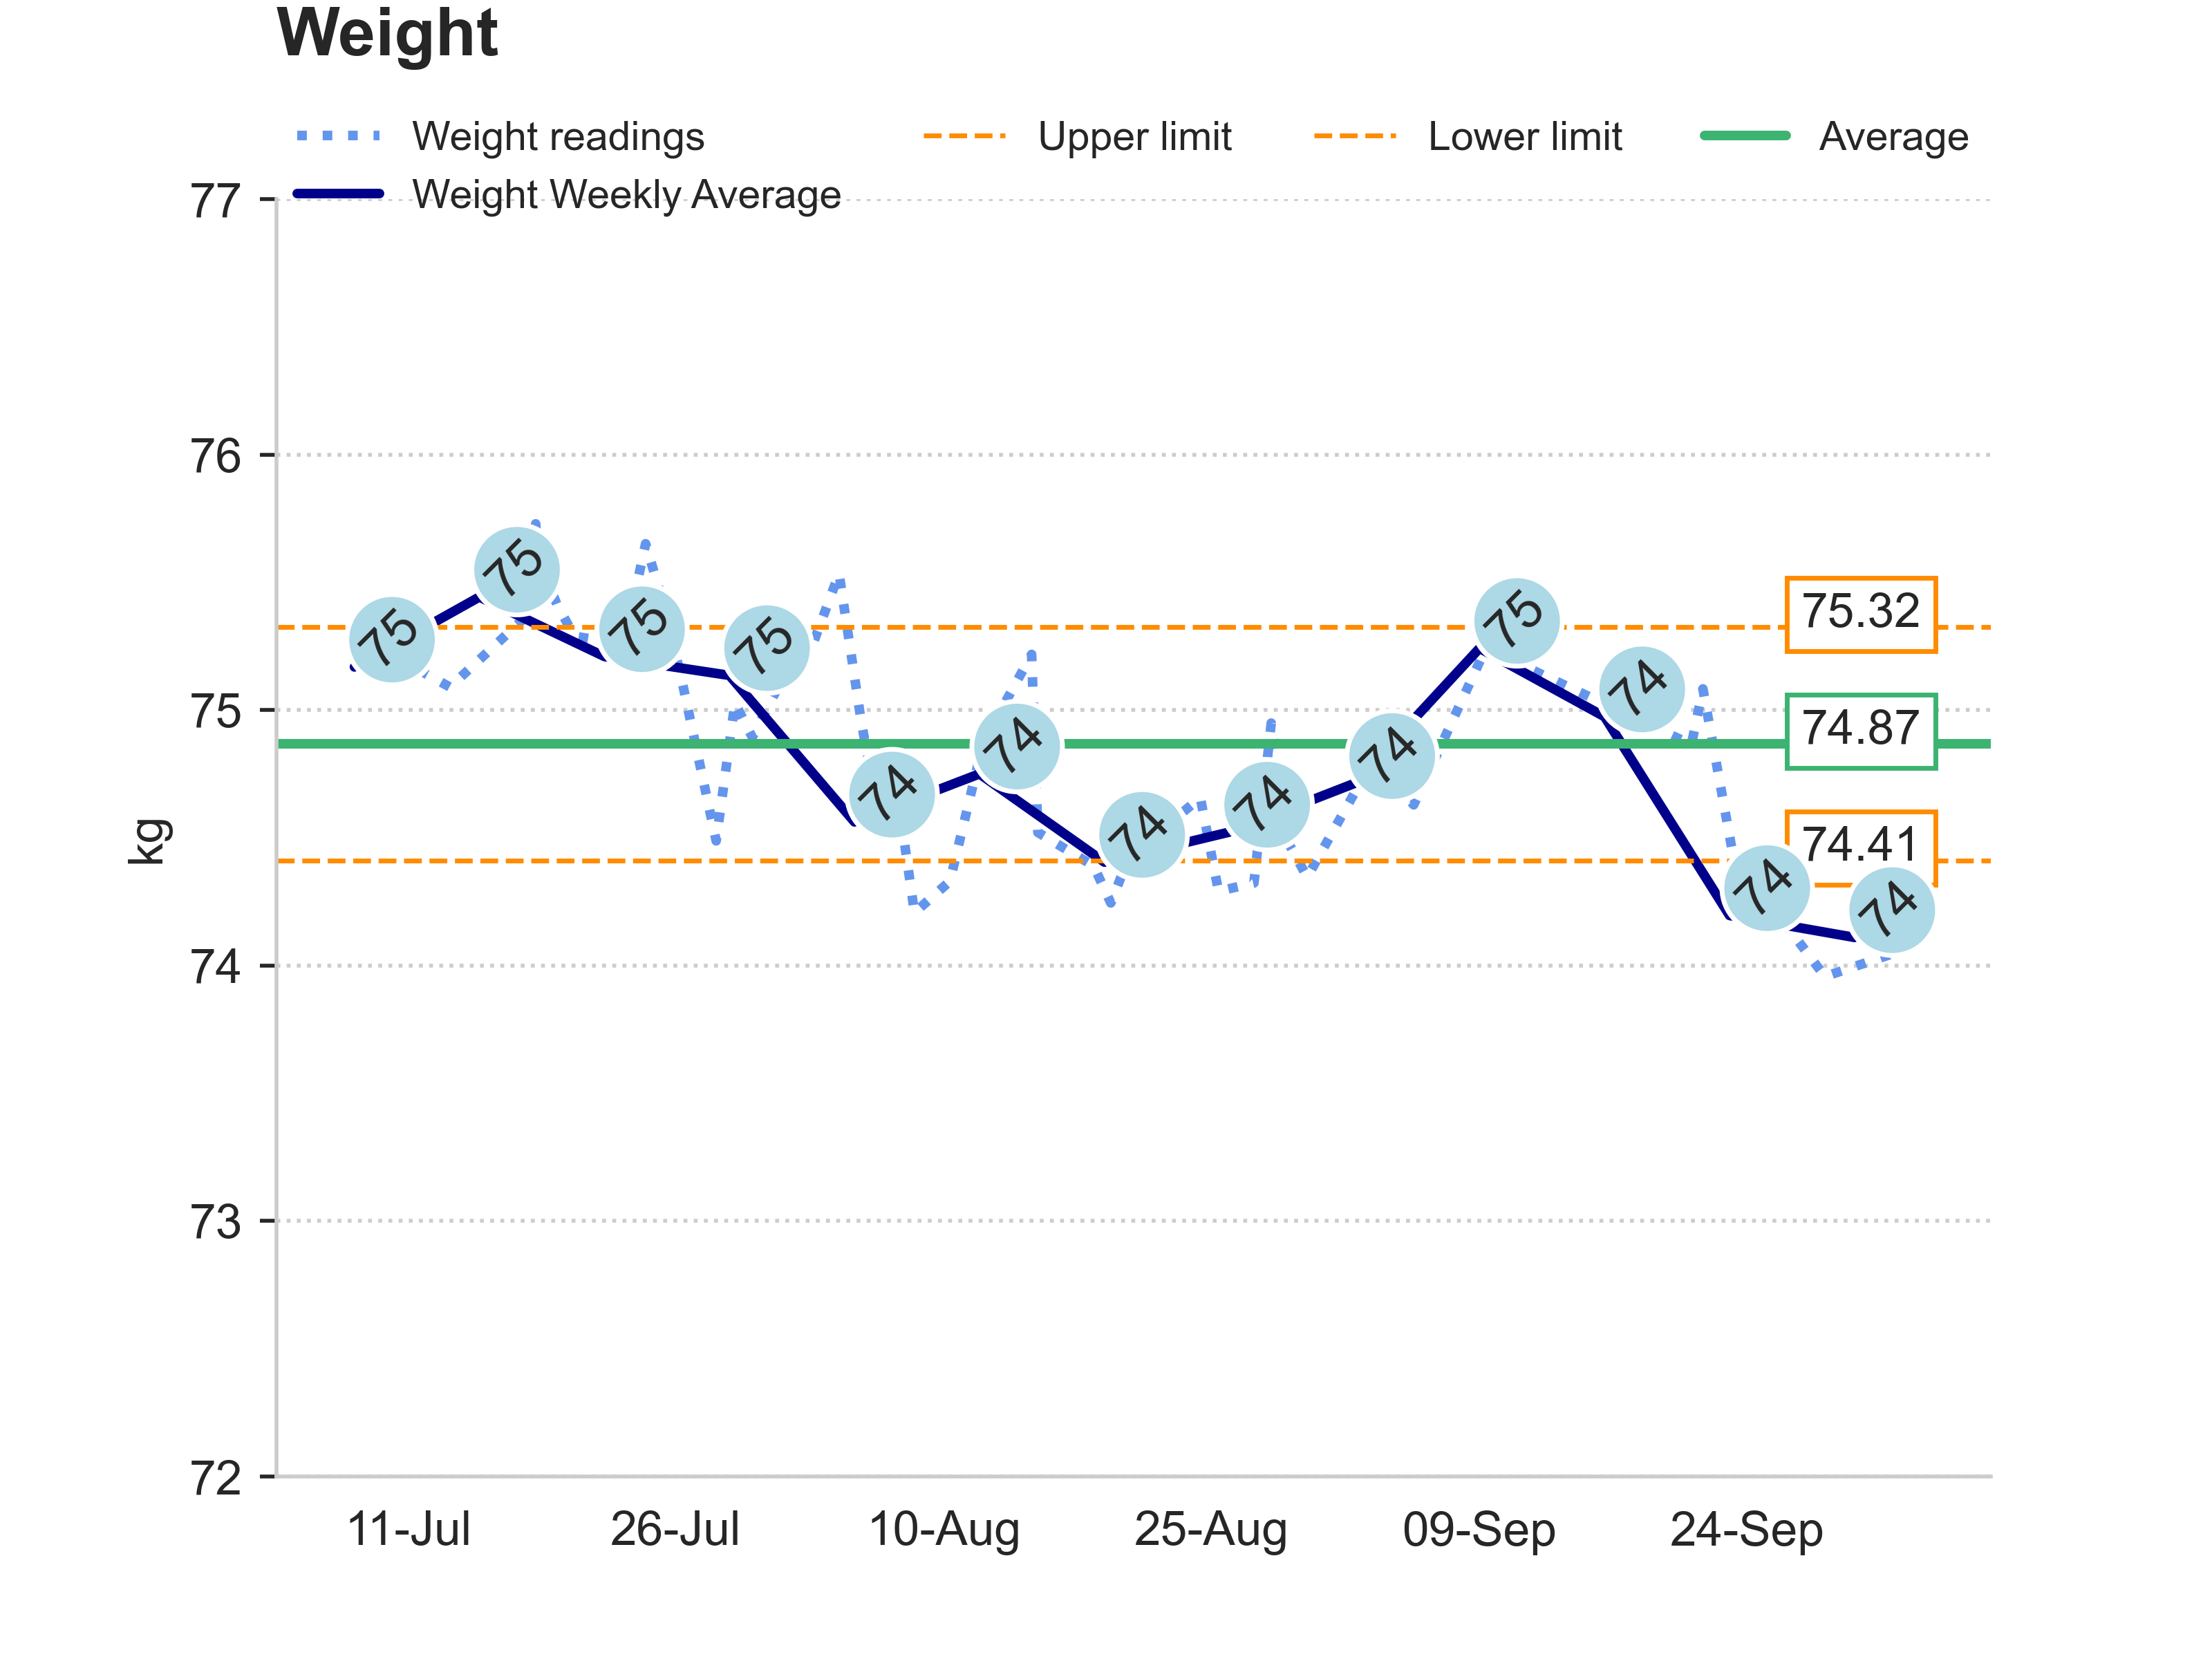 Weight
Weight readings
Upper limit
Lower limit
Average
Weight Weekly Average
77
76
75
74
73
72
kg
75
75
75
75
74
74
74
74
74
75
74
74
74
75.32
74.87
74.41
11-Jul
26-Jul
10-Aug
25-Aug
09-Sep
24-Sep